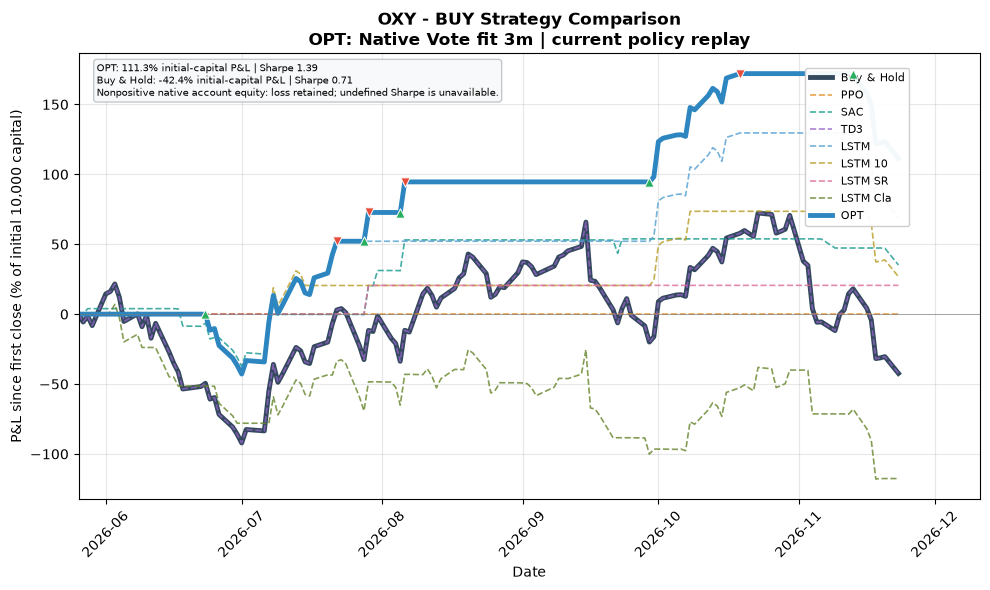 OXY - BUY Strategy Comparison
OPT: Native Vote fit 3m | current policy replay
OPT: 111.3% initial-capital P&L | Sharpe 1.39
Buy & Hold: -42.4% initial-capital P&L | Sharpe 0.71
Nonpositive native account equity: loss retained; undefined Sharpe is unavailable.
Buy & Hold
PPO
SAC
TD3
LSTM
LSTM 10
LSTM SR
LSTM Cla
OPT
P&L since first close (% of initial 10,000 capital)
150
100
50
0
−50
−100
2026-06
2026-07
2026-08
2026-09
2026-10
2026-11
2026-12
Date